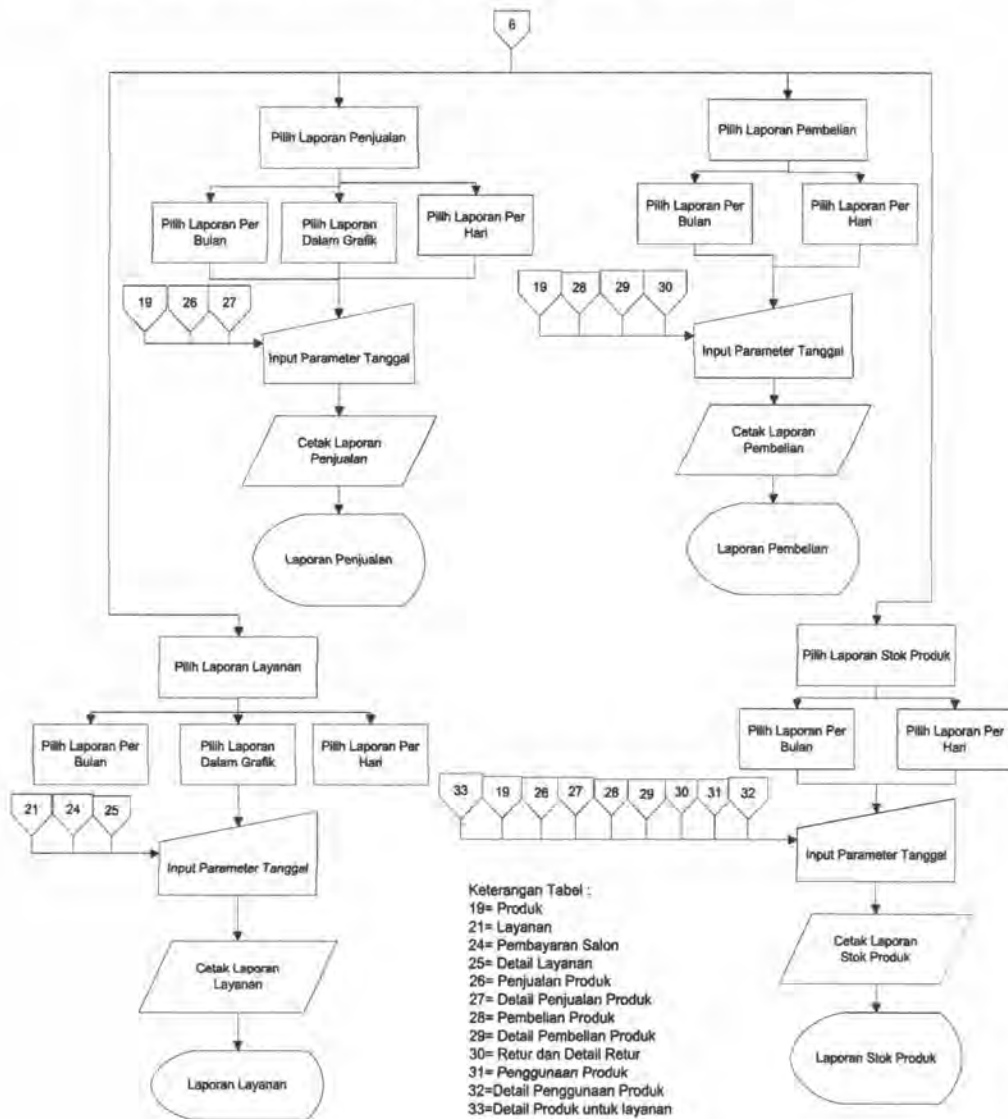 6
Pilih Laporan Penjualan
Pilih Laporan Per
Bulan
Pilih Laporan
Dalam Grafik
Pilih Laporan Per
Hari
19
26
27
Input Parameter Tanggal
Cetak Laporan
Penjualan
Laporan Penjualan
Pilih Laporan Pembelian
Pilih Laporan Per
Bulan
Pilih Laporan Per
Hari
19
28
29
30
Input Parameter Tanggal
Cetak Laporan
Pembelian
Laporan Pembelian
Pilih Laporan Layanan
Pilih Laporan Per
Bulan
Pilih Laporan
Dalam Grafik
Pilih Laporan Per
Hari
21
24
25
Input Parameter Tanggal
Cetak Laporan
Layanan
Laporan Layanan
Pilih Laporan Stok Produk
Pilih Laporan Per
Bulan
Pilih Laporan Per
Hari
33
19
26
27
28
29
30
31
32
Input Parameter Tanggal
Cetak Laporan
Stok Produk
Laporan Stok Produk
Keterangan Tabel :
19= Produk
21= Layanan
24= Pembayaran Salon
25= Detail Layanan
26= Penjualan Produk
27= Detail Penjualan Produk
28= Pembelian Produk
29= Detail Pembelian Produk
30= Retur dan Detail Retur
31= Penggunaan Produk
32=Detail Penggunaan Produk
33=Detail Produk untuk layanan